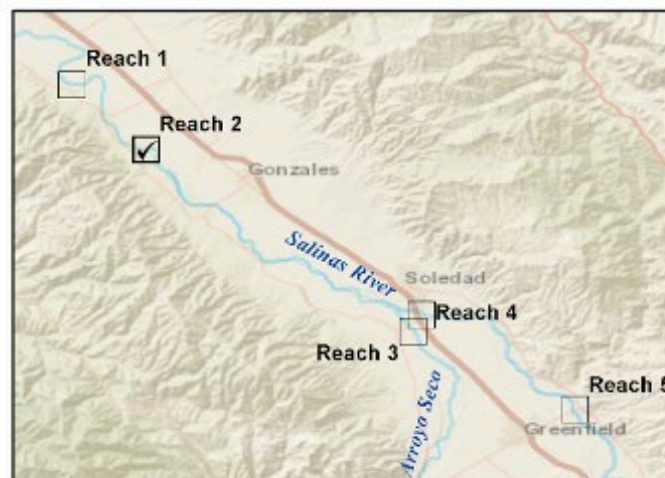 Reach 1
Reach 2
Gonzales
Salinas River
Soledad
Reach 4
Reach 3
Arroyo Seco
Reach 5
Greenfield